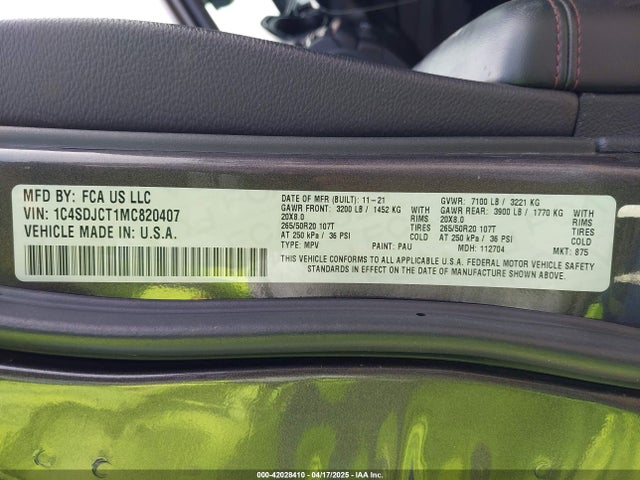 MFD BY: FCA US LLC
VIN: 1C4SDJCT1MC820407
VEHICLE MADE IN: U.S.A.
DATE OF MFR (BUILT): 11-21
GAWR FRONT: 3200 LB / 1452 KG WITH
20X8.0 RIMS
265/50R20 107T TIRES
AT 250 kPa / 36 PSI COLD
TYPE: MPV PAINT: PAU
GVWR: 7100 LB / 3221 KG
GAWR REAR: 3900 LB / 1770 KG WITH
20X8.0 RIMS
265/50R20 107T TIRES
AT 250 kPa / 36 PSI COLD
MDH: 112704 MKT: 875
THIS VEHICLE CONFORMS TO ALL APPLICABLE U.S.A. FEDERAL MOTOR VEHICLE SAFETY
STANDARDS IN EFFECT ON THE DATE OF MANUFACTURE SHOWN ABOVE.
000-42028410 - 04/17/2025 - IAAI.COM